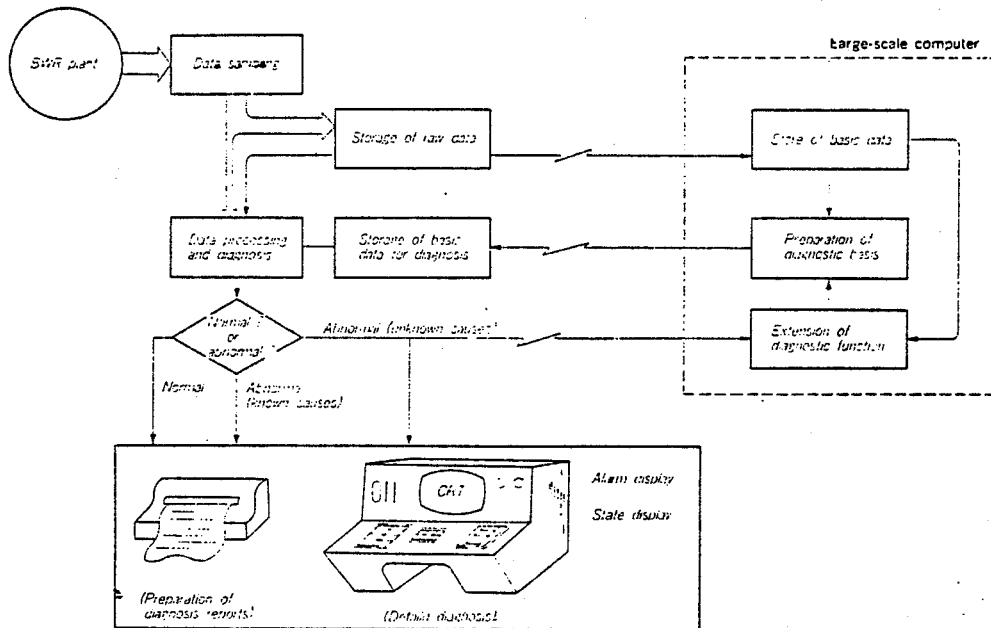 Large-scale computer
BWR plant
Data sampling
Storage of raw data
Store of basic data
Data processing
and diagnosis
Storage of basic
data for diagnosis
Preparation of
diagnostic basis
Normal ?
or
abnormal ?
Abnormal (unknown causes)
Extension of
diagnostic function
Normal
Abnormal
(known causes)
CRT
Alarm display
State display
(Preparation of
diagnosis reports)
(Detail diagnosis)